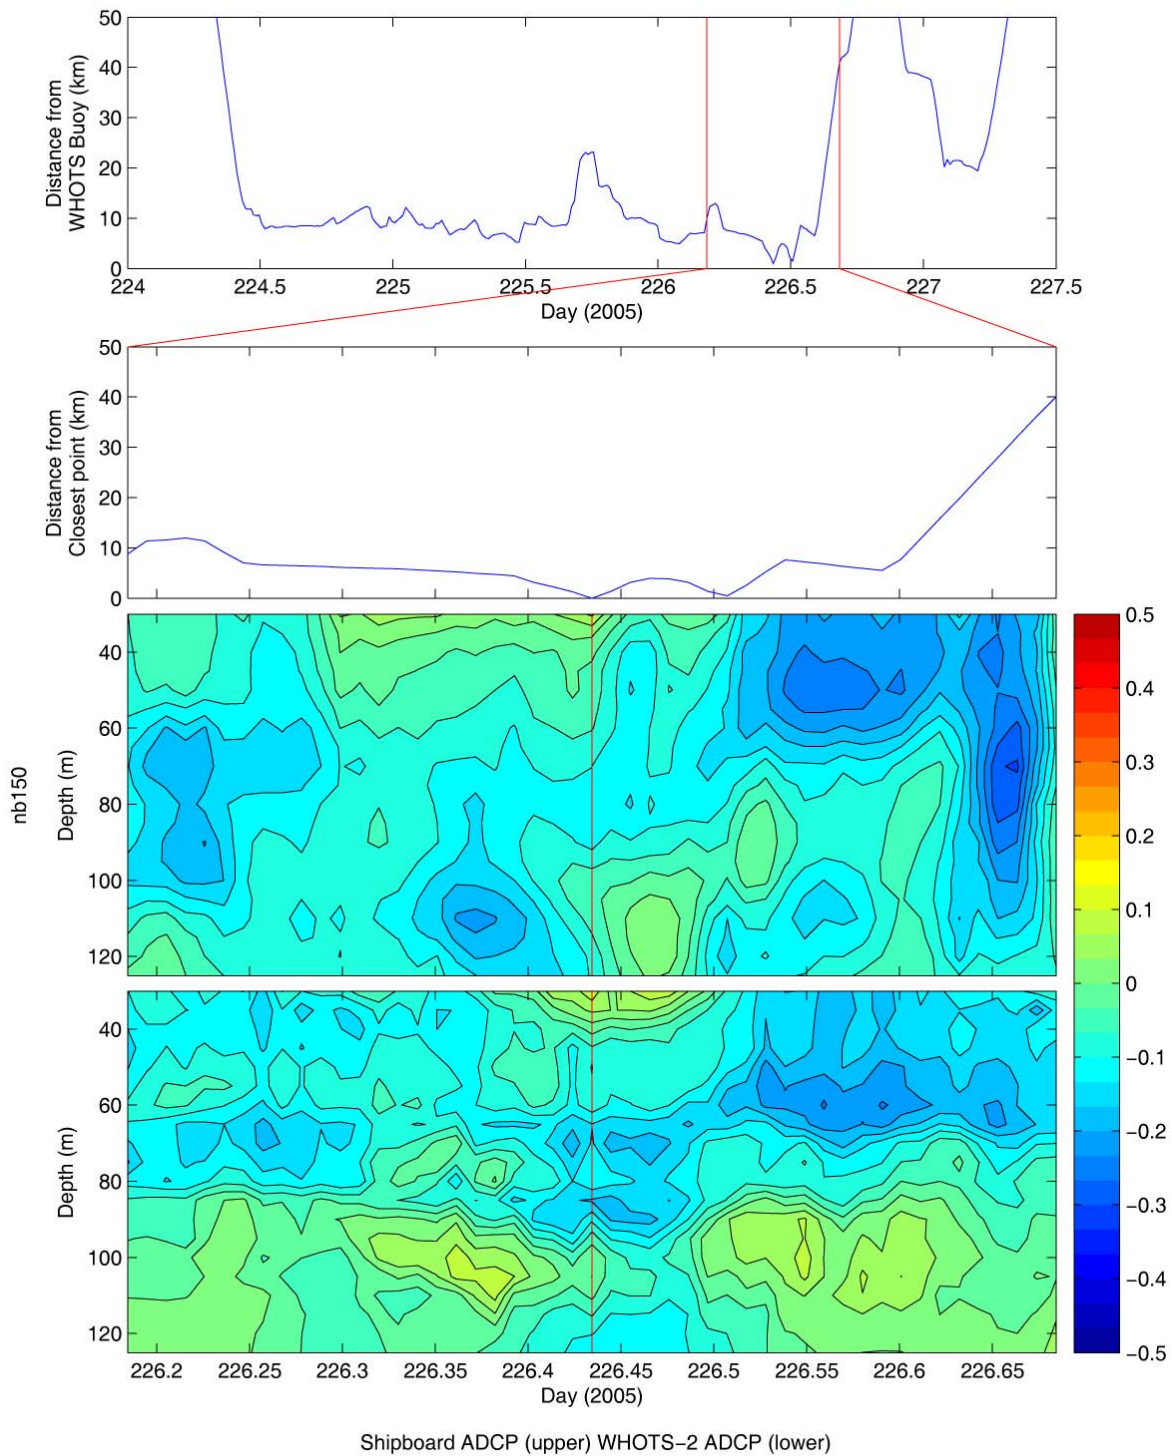 50
40
30
20
10
0
Distance from
WHOTS Buoy (km)
224 224.5 225 225.5 226 226.5 227 227.5
Day (2005)
50
40
30
20
10
0
Distance from
Closest point (km)
nb150
40
60
80
100
120
Depth (m)
0.5
0.4
0.3
0.2
0.1
0
−0.1
−0.2
−0.3
−0.4
−0.5
40
60
80
100
120
Depth (m)
226.2 226.25 226.3 226.35 226.4 226.45 226.5 226.55 226.6 226.65
Day (2005)
Shipboard ADCP (upper) WHOTS−2 ADCP (lower)